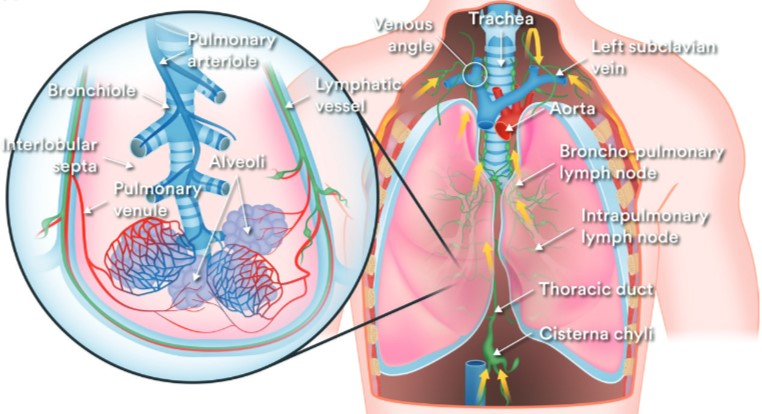 Pulmonary
arteriole
Bronchiole
Lymphatic
vessel
Interlobular
septa
Alveoli
Pulmonary
venule
Venous
angle
Trachea
Left subclavian
vein
Aorta
Broncho-pulmonary
lymph node
Intrapulmonary
lymph node
Thoracic duct
Cisterna chyli